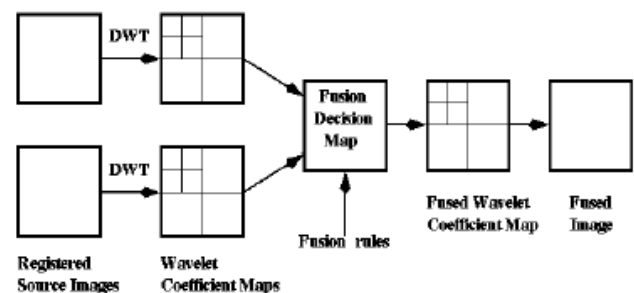 DWT
Fusion
Decision
Map
DWT
Fusion rules
Fused Wavelet
Coefficient Map
Fused
Image
Registered
Source Images
Wavelet
Coefficient Maps